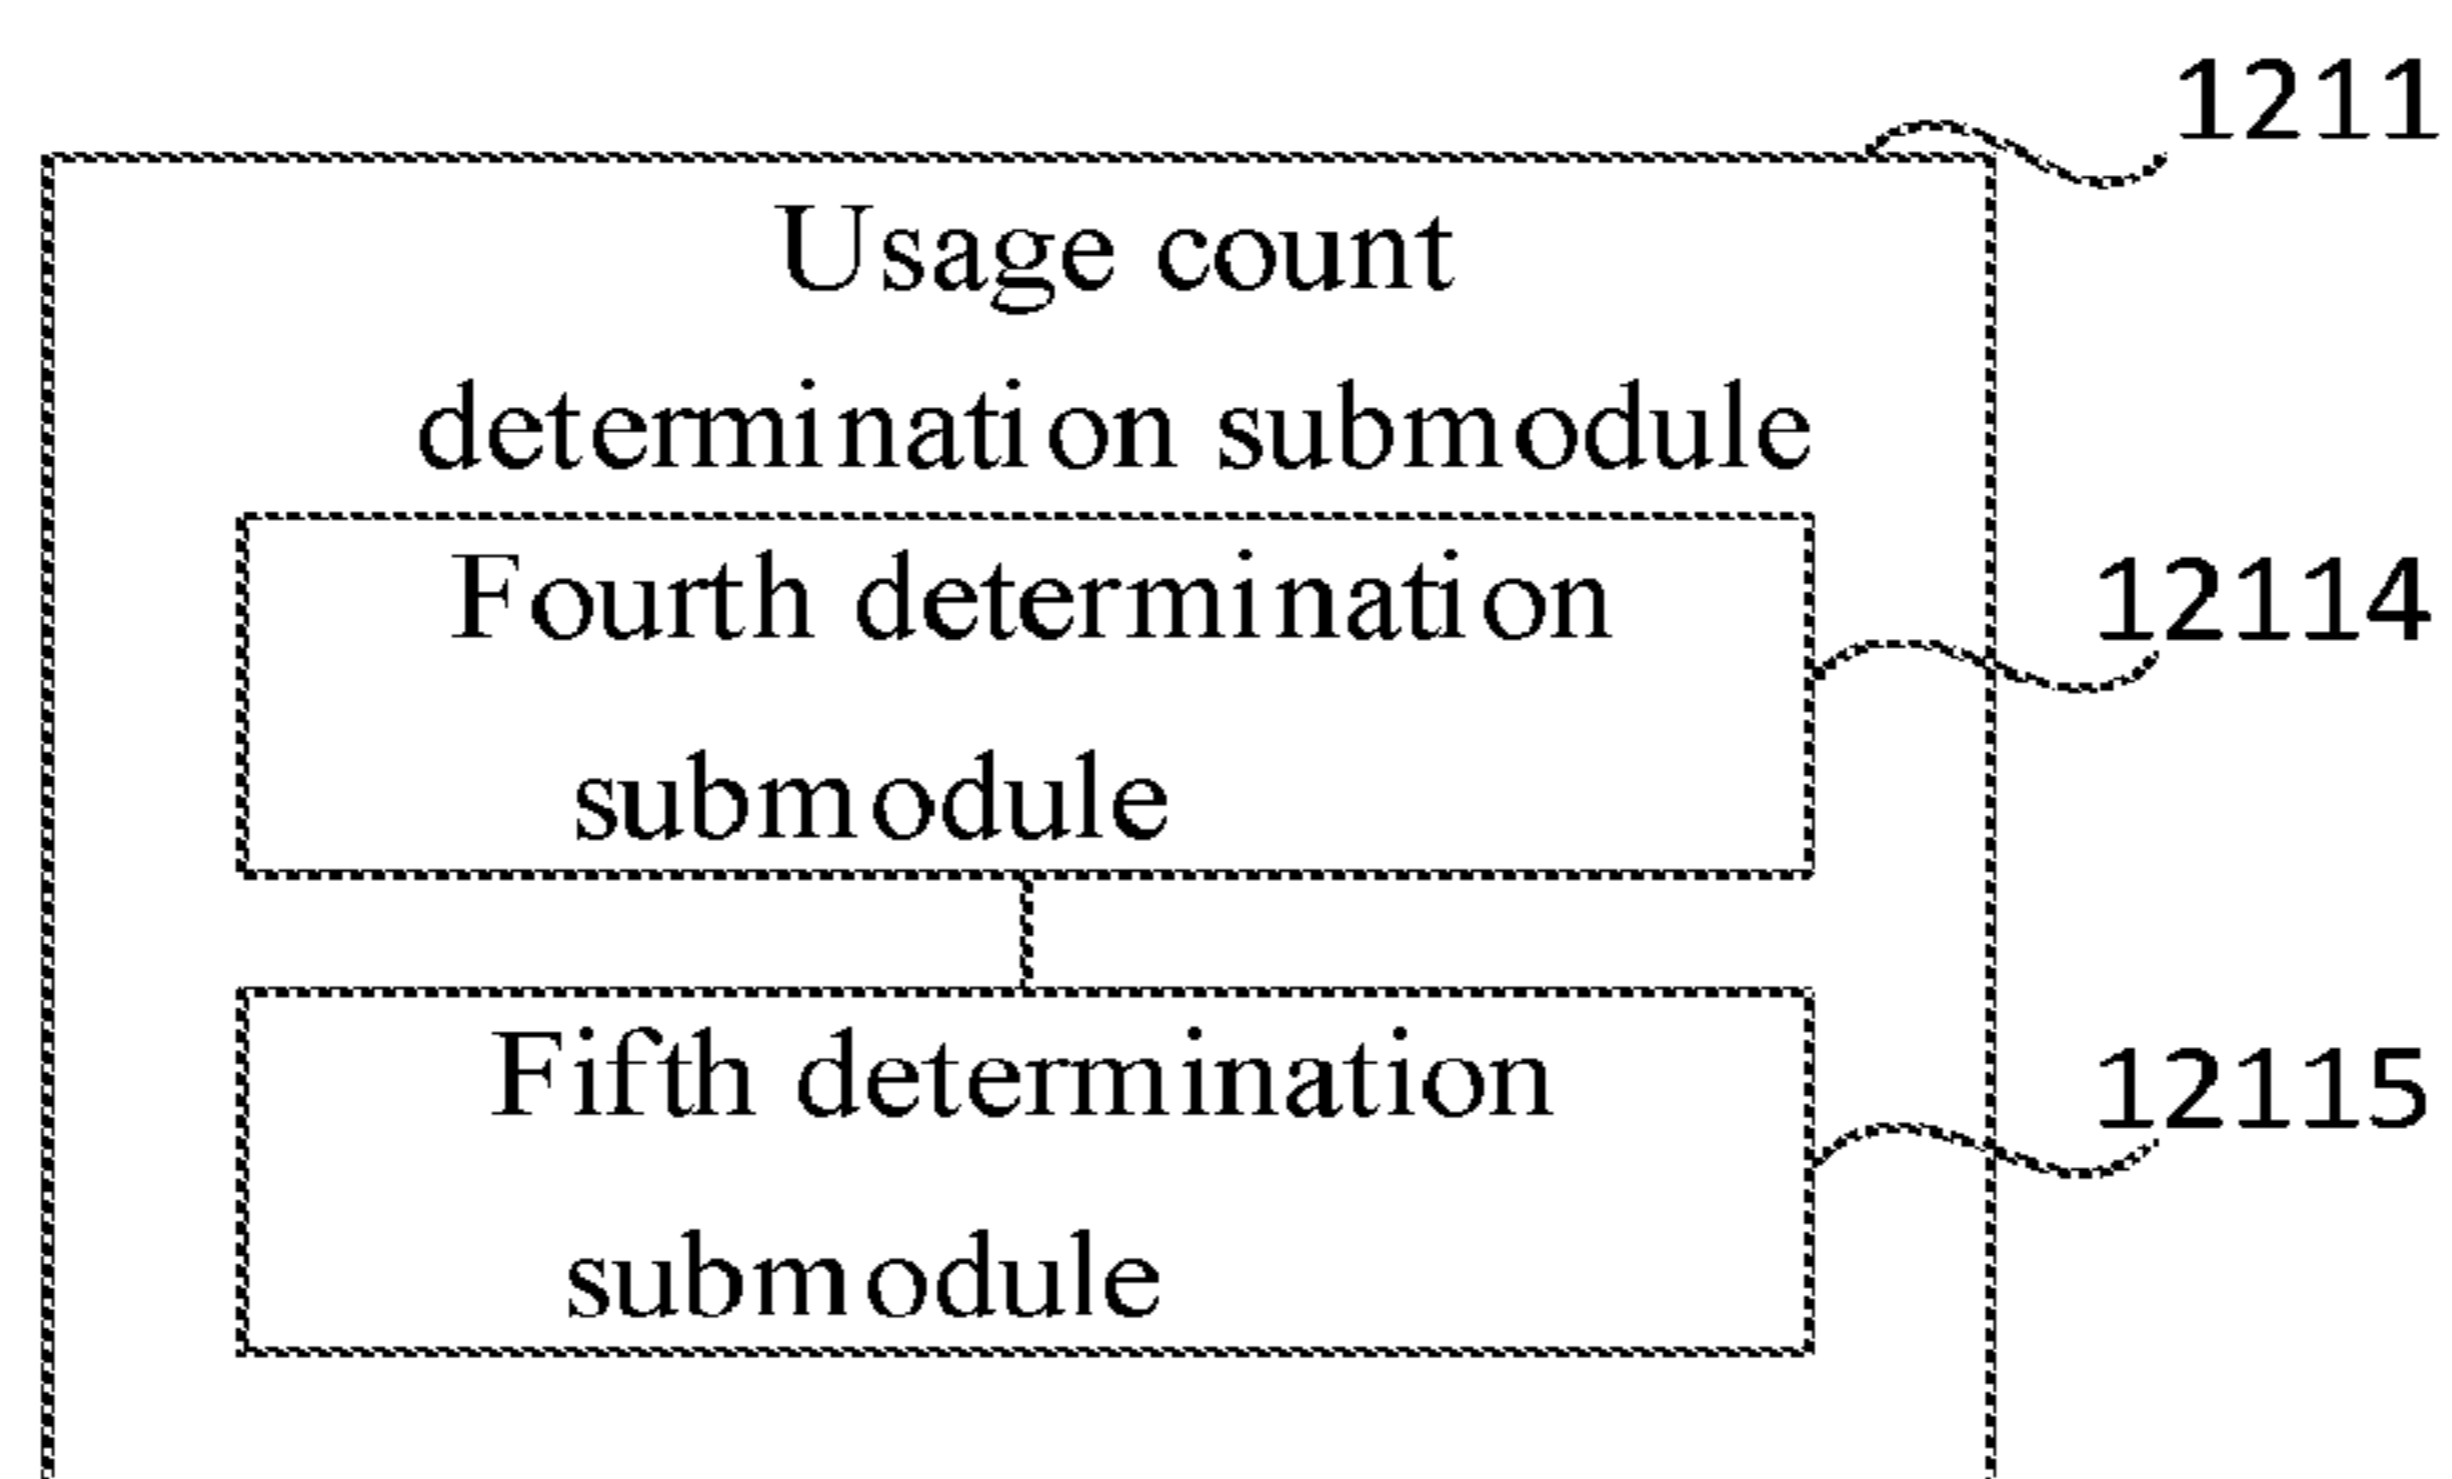 1211
Usage count
determination submodule
Fourth determination
submodule
12114
Fifth determination
submodule
12115